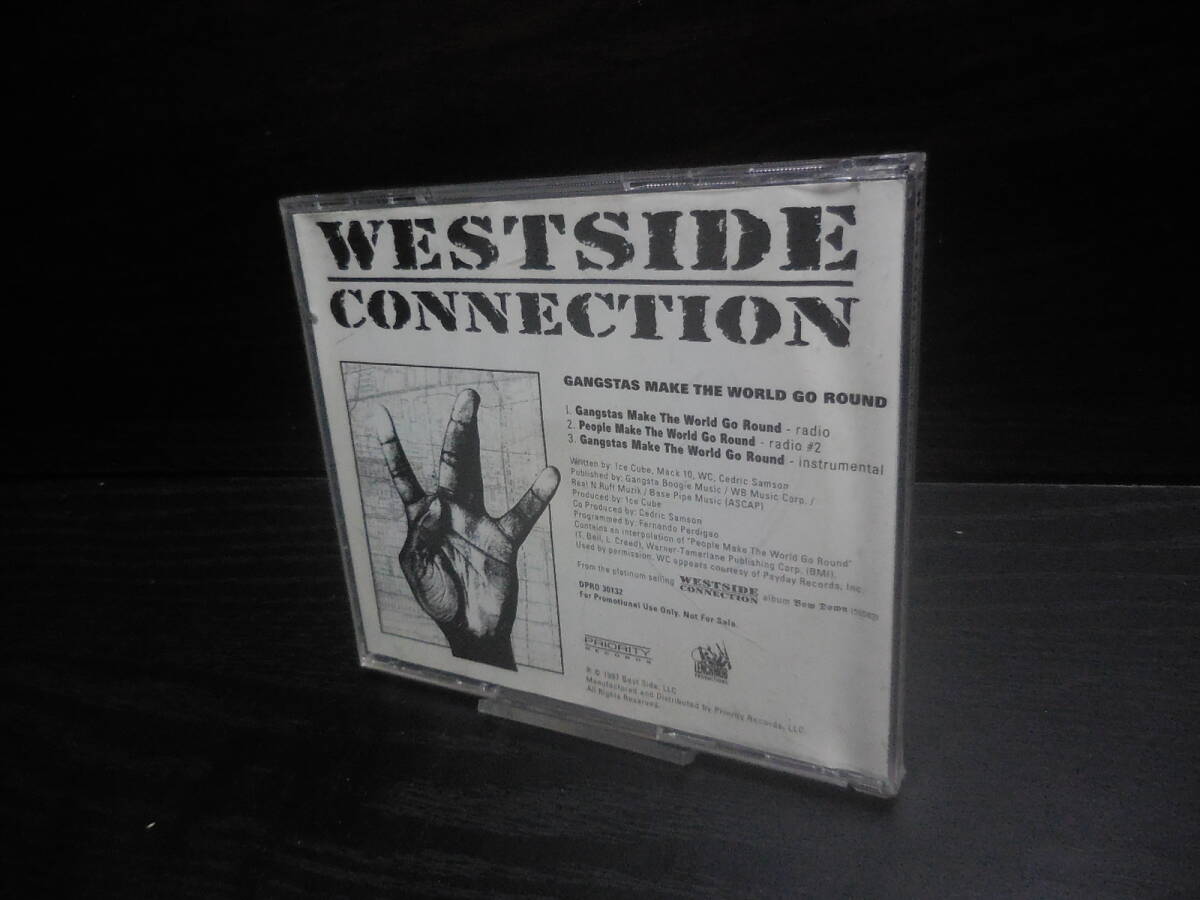 WESTSIDE
CONNECTION
GANGSTAS MAKE THE WORLD GO ROUND
1. Gangstas Make The World Go Round - radio
2. People Make The World Go Round - radio #2
3. Gangstas Make The World Go Round - instrumental
Written by: Ice Cube, Mack 10, WC, Cedric Samson
Published by: Gangsta Boogie Music / WB Music Corp. /
Real N Ruff Muzik / Base Pipe Music (ASCAP)
Produced by: Ice Cube
Co Produced by: Cedric Samson
Programmed by: Fernando Perdigao
Contains an interpolation of "People Make The World Go Round"
(T. Bell, L. Creed), Warner-Tamerlane Publishing Corp. (BMI).
Used by permission. WC appears courtesy of Payday Records, Inc.
From the platinum selling WESTSIDE CONNECTION album Bow Down
DPRO 30132
For Promotional Use Only. Not For Sale.
PRIORITY
RECORDS
℗ © 1997 Best Side, LLC
Manufactured and Distributed by Priority Records, LLC.
All Rights Reserved.